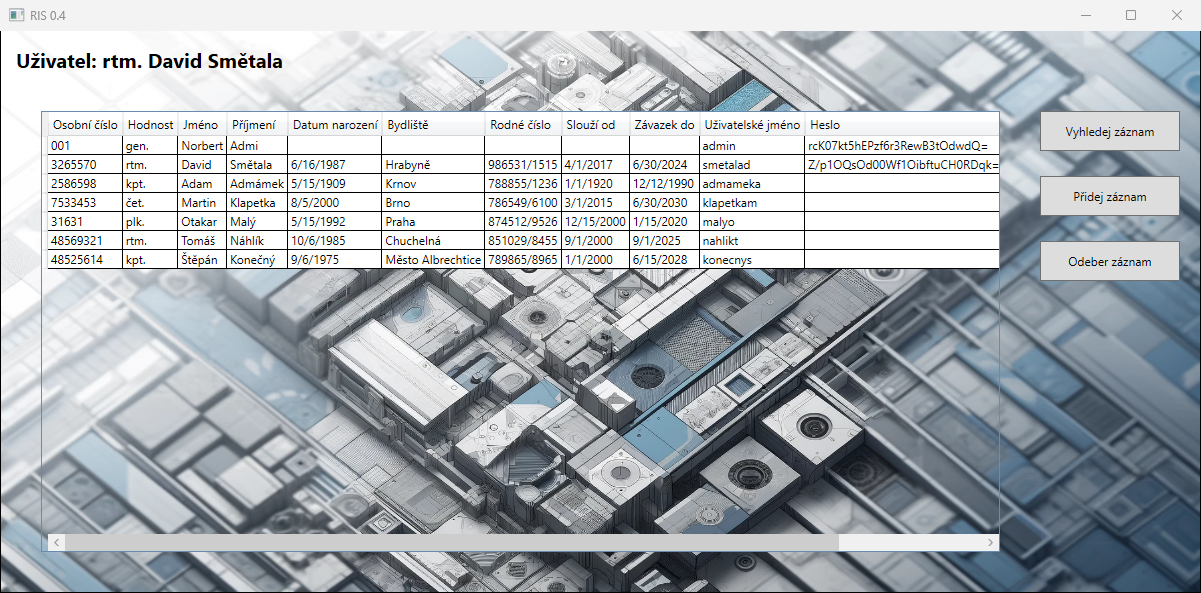 RIS 0.4
Uživatel: rtm. David Smětala
Osobní číslo Hodnost Jméno Příjmení Datum narození Bydliště Rodné číslo Slouží od Závazek do Uživatelské jméno Heslo
001 gen. Norbert Admi admin rcK07kt5hEPzf6r3RewB3tOdwdQ=
3265570 rtm. David Smětala 6/16/1987 Hrabyně 986531/1515 4/1/2017 6/30/2024 smetalad Z/p1OQsOd00Wf1OibftuCH0RDqk=
2586598 kpt. Adam Admámek 5/15/1909 Krnov 788855/1236 1/1/1920 12/12/1990 admameka
7533453 čet. Martin Klapetka 8/5/2000 Brno 786549/6100 3/1/2015 6/30/2030 klapetkam
31631 plk. Otakar Malý 5/15/1992 Praha 874512/9526 12/15/2000 1/15/2020 malyo
48569321 rtm. Tomáš Náhlík 10/6/1985 Chuchelná 851029/8455 9/1/2000 9/1/2025 nahlikt
48525614 kpt. Štěpán Konečný 9/6/1975 Město Albrechtice 789865/8965 1/1/2000 6/15/2028 konecnys
Vyhledej záznam
Přidej záznam
Odeber záznam